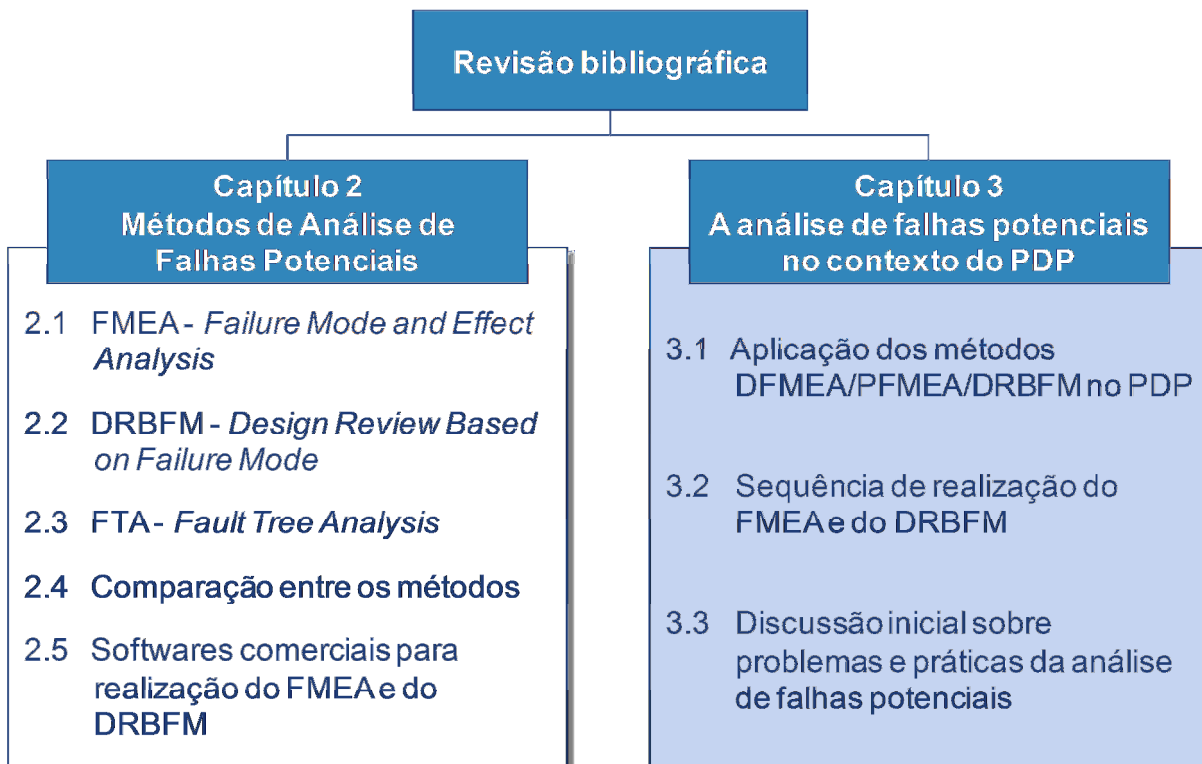 Revisão bibliográfica
Capítulo 2
Métodos de Análise de
Falhas Potenciais
2.1 FMEA - Failure Mode and Effect
Analysis
2.2 DRBFM - Design Review Based
on Failure Mode
2.3 FTA - Fault Tree Analysis
2.4 Comparação entre os métodos
2.5 Softwares comerciais para
realização do FMEA e do
DRBFM
Capítulo 3
A análise de falhas potenciais
no contexto do PDP
3.1 Aplicação dos métodos
DFMEA/PFMEA/DRBFM no PDP
3.2 Sequência de realização do
FMEA e do DRBFM
3.3 Discussão inicial sobre
problemas e práticas da análise
de falhas potenciais